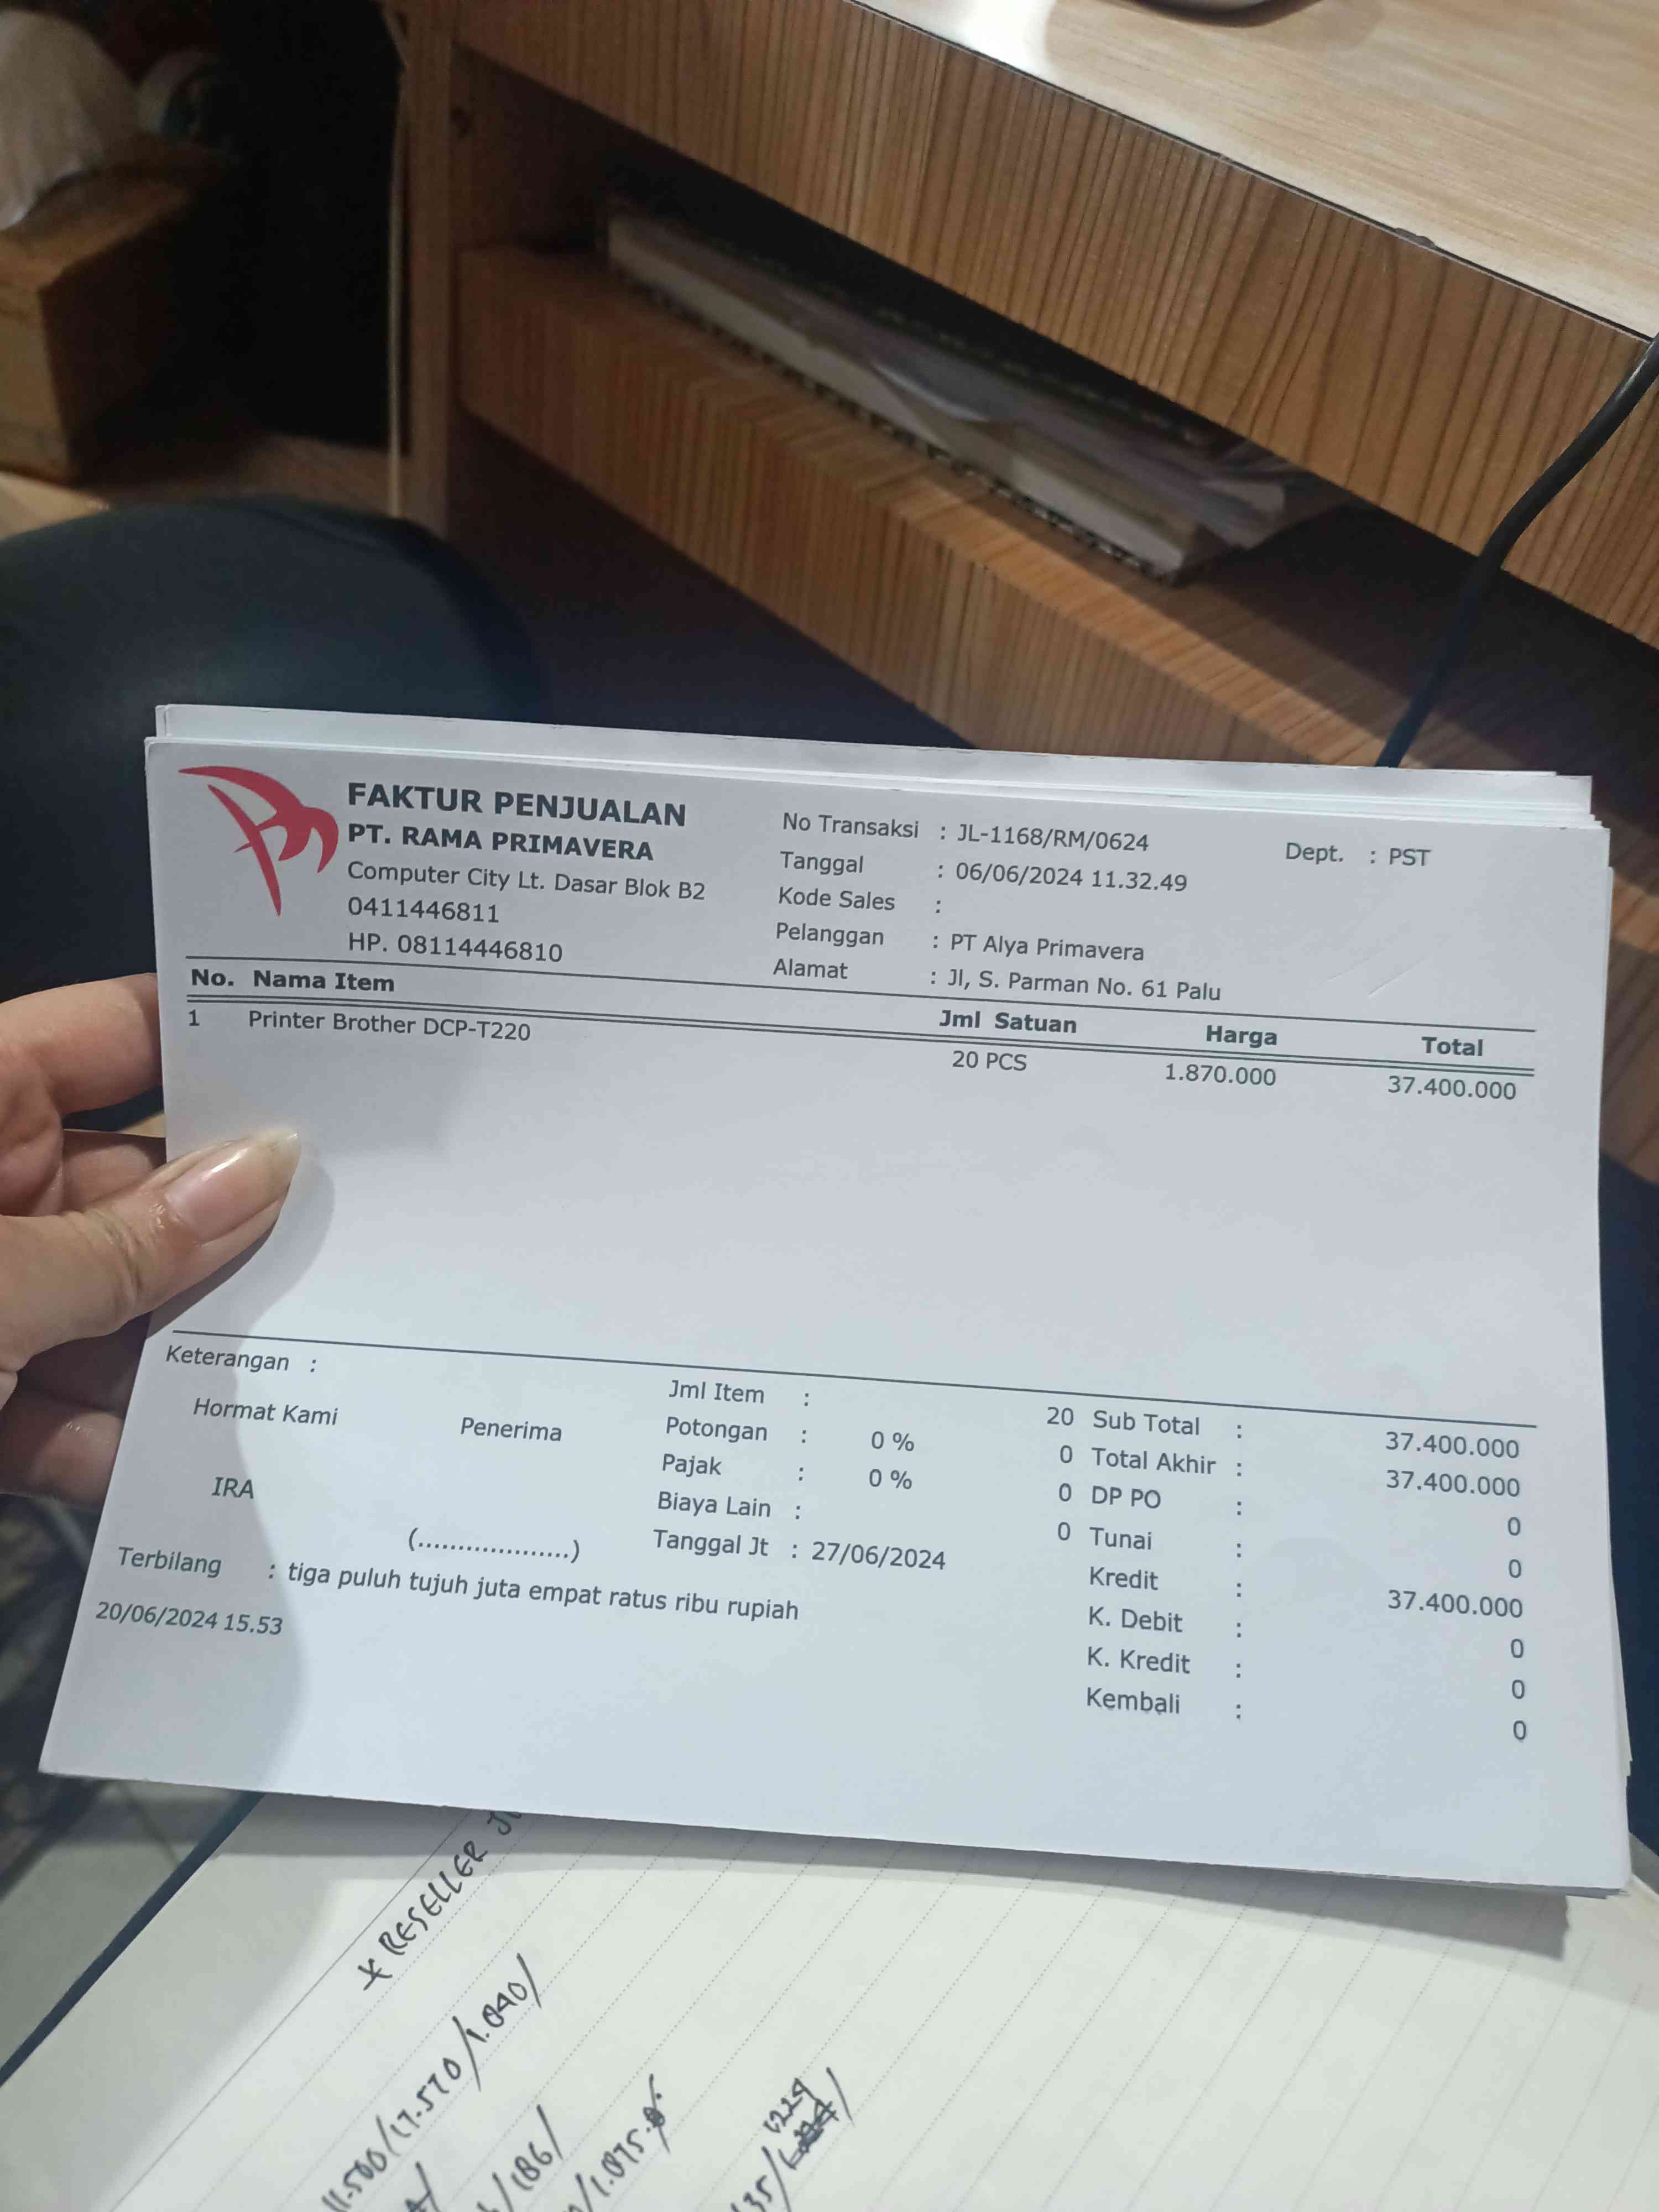 FAKTUR PENJUALAN
PT. RAMA PRIMAVERA
Computer City Lt. Dasar Blok B2
0411446811
HP. 08114446810
No Transaksi : JL-1168/RM/0624
Dept. : PST
Tanggal : 06/06/2024 11.32.49
Kode Sales :
Pelanggan : PT Alya Primavera
Alamat : Jl, S. Parman No. 61 Palu
No. Nama Item Jml Satuan Harga Total
1 Printer Brother DCP-T220 20 PCS 1.870.000 37.400.000
Keterangan :
Hormat Kami Penerima
IRA
(...................)
Jml Item : 20
Potongan : 0 % 0
Pajak : 0 % 0
Biaya Lain : 0
Tanggal Jt : 27/06/2024
Sub Total : 37.400.000
Total Akhir : 37.400.000
DP PO : 0
Tunai : 0
Kredit : 37.400.000
K. Debit : 0
K. Kredit : 0
Kembali : 0
Terbilang : tiga puluh tujuh juta empat ratus ribu rupiah
20/06/2024 15.53
* RESELLER
11.500/17.570/1.040/
/186/
/1.075.